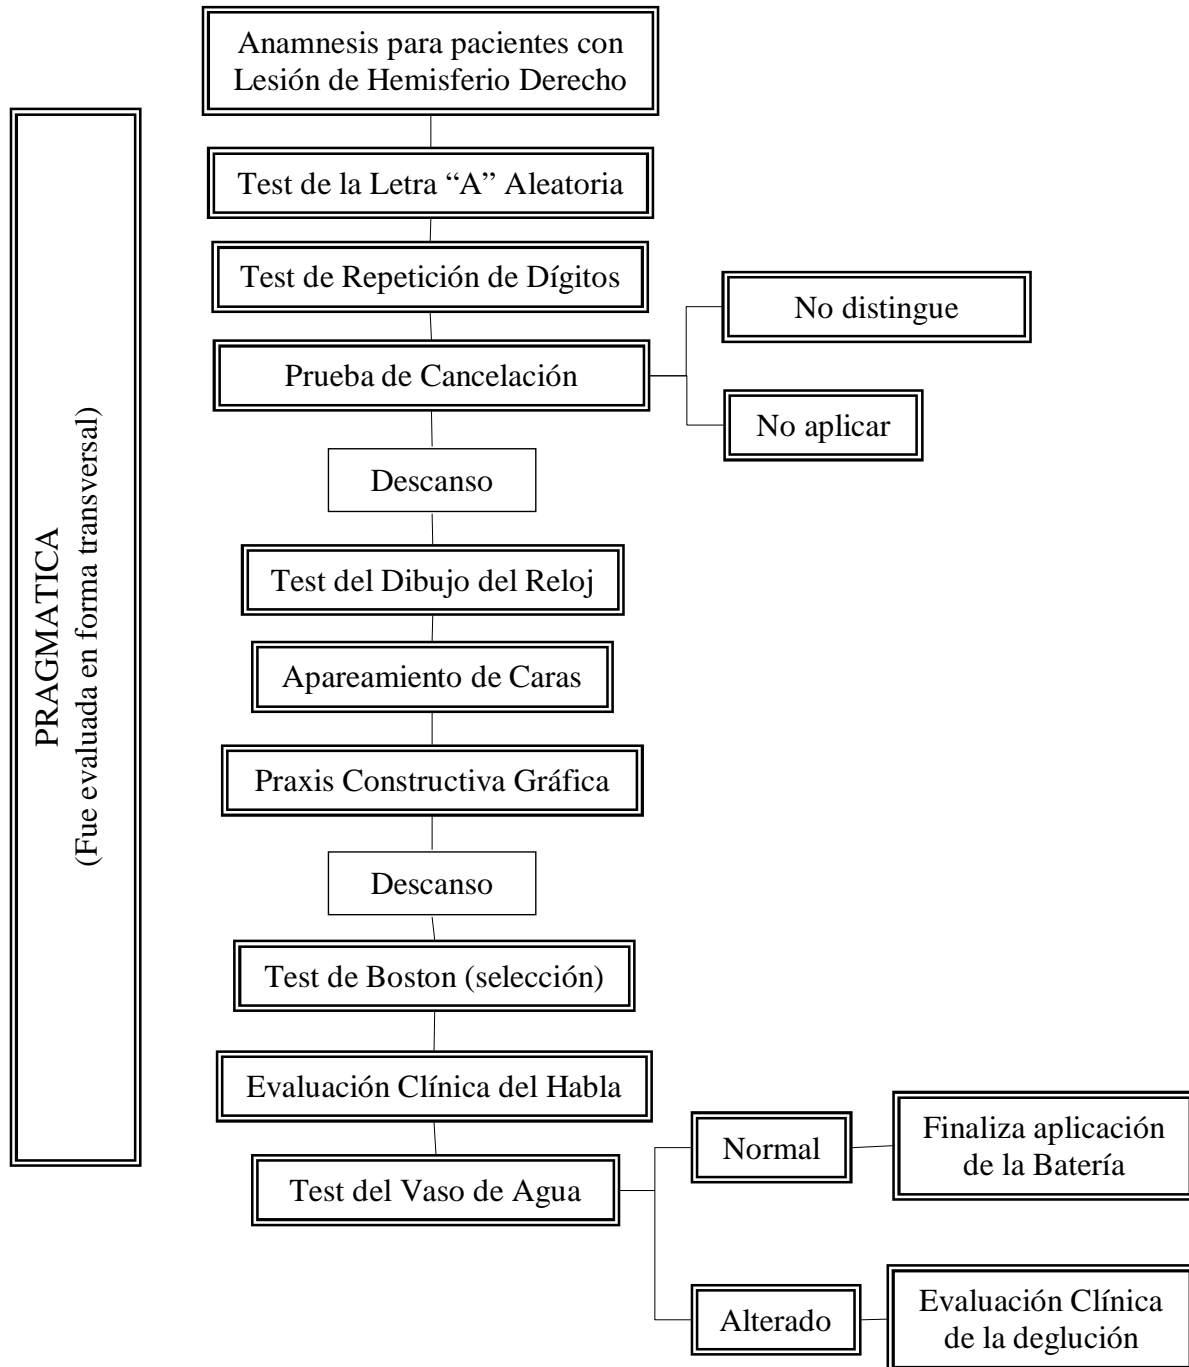 Anamnesis para pacientes con
Lesión de Hemisferio Derecho
PRAGMATICA
(Fue evaluada en forma transversal)
Test de la Letra “A” Aleatoria
Test de Repetición de Dígitos
No distingue
Prueba de Cancelación
No aplicar
Descanso
Test del Dibujo del Reloj
Apareamiento de Caras
Praxis Constructiva Gráfica
Descanso
Test de Boston (selección)
Evaluación Clínica del Habla
Test del Vaso de Agua
Normal
Finaliza aplicación
de la Batería
Alterado
Evaluación Clínica
de la deglución